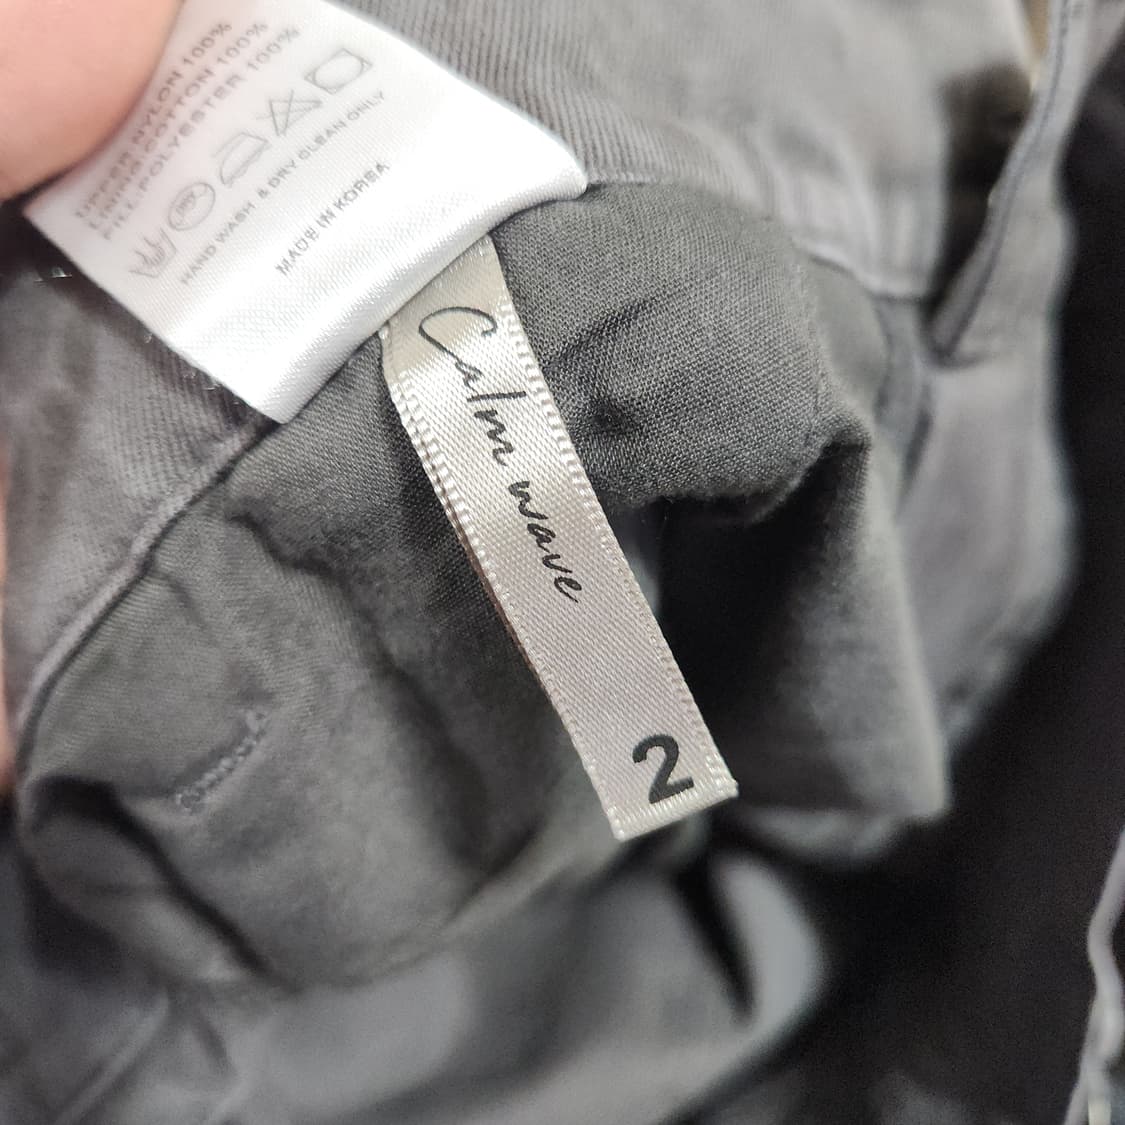 UPPER:NYLON 100%
LINING:COTTON 100%
FILL:POLYESTER 100%
HAND WASH & DRY CLEAN ONLY
MADE IN KOREA
Calm wave
2